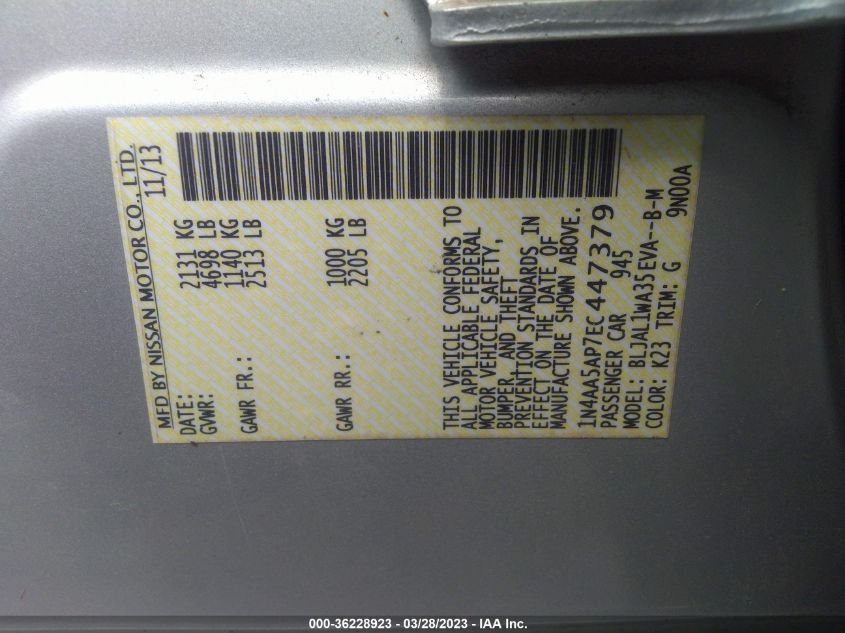 MFD BY NISSAN MOTOR CO., LTD.
DATE: 11/13
GVWR: 2131 KG
4698 LB
GAWR FR.: 1140 KG
2513 LB
GAWR RR.: 1000 KG
2205 LB
THIS VEHICLE CONFORMS TO
ALL APPLICABLE FEDERAL
MOTOR VEHICLE SAFETY,
BUMPER, AND THEFT
PREVENTION STANDARDS IN
EFFECT ON THE DATE OF
MANUFACTURE SHOWN ABOVE.
1N4AA5AP7EC447379
PASSENGER CAR 945
MODEL: BLJAL1WA35EVA--B-M
COLOR: K23 TRIM: G 9N00A
000-36228923 - 03/28/2023 - IAA Inc.